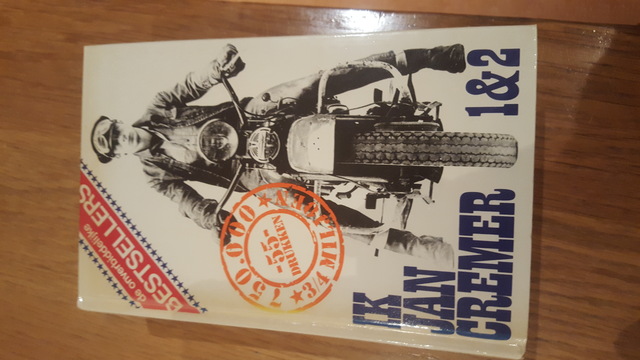 de onverbiddelijke
BESTSELLERS
750.000
-55-
DRUKKEN
3/4 MILJOEN
IK
JAN
CREMER 1&2